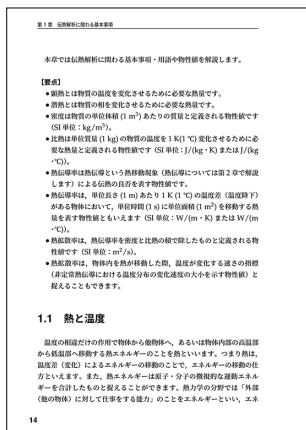 第1章 伝熱解析に関わる基本事項
本章では伝熱解析に関わる基本事項・用語や物性値を解説します。
【要点】
●顕熱とは物質の温度を変化させるために必要な熱量です。
●潜熱とは物質の相を変化させるために必要な熱量です。
●密度は物質の単位体積(1 m³)あたりの質量と定義される物性値です
(SI 単位:kg/m³)。
●比熱は単位質量(1 kg)の物質の温度を1 K(1 ℃)変化させるために必
要な熱量と定義される物性値です(SI 単位:J/(kg・K)または J/(kg
・℃))。
●熱伝導率は熱伝導という熱移動現象(熱伝導については第2章で解説
します)による伝熱の良否を表す物性値です。
●熱伝導率は,単位長さ(1 m)あたり1 K(1 ℃)の温度差(温度降下)
がある物体において,単位時間(1 s)に単位面積(1 m²)を移動する熱
量を表す物性値ともいえます(SI 単位:W/(m・K)または W/(m
・℃))。
●熱拡散率は,熱伝導率を密度と比熱の積で除したものと定義される物
性値です(SI 単位:m²/s)。
●熱拡散率は,物体内を熱が移動した際,温度が変化する速さの指標
(非定常熱伝導における温度分布の変化速度の大小を示す物性値)と
捉えることもできます。
1.1 熱と温度
温度の相違だけの作用で物体から他物体へ,あるいは物体内部の高温部
から低温部へ移動する熱エネルギーのことを熱といいます。つまり熱は,
温度差(変化)によるエネルギーの移動のことで,エネルギーの移動の仕
方といえます。また,熱エネルギーは原子・分子の微視的な運動エネル
ギーを合計したものと捉えることができます。熱力学の分野では「外部
(他の物体)に対して仕事をする能力」のことをエネルギーといい,エネ
14